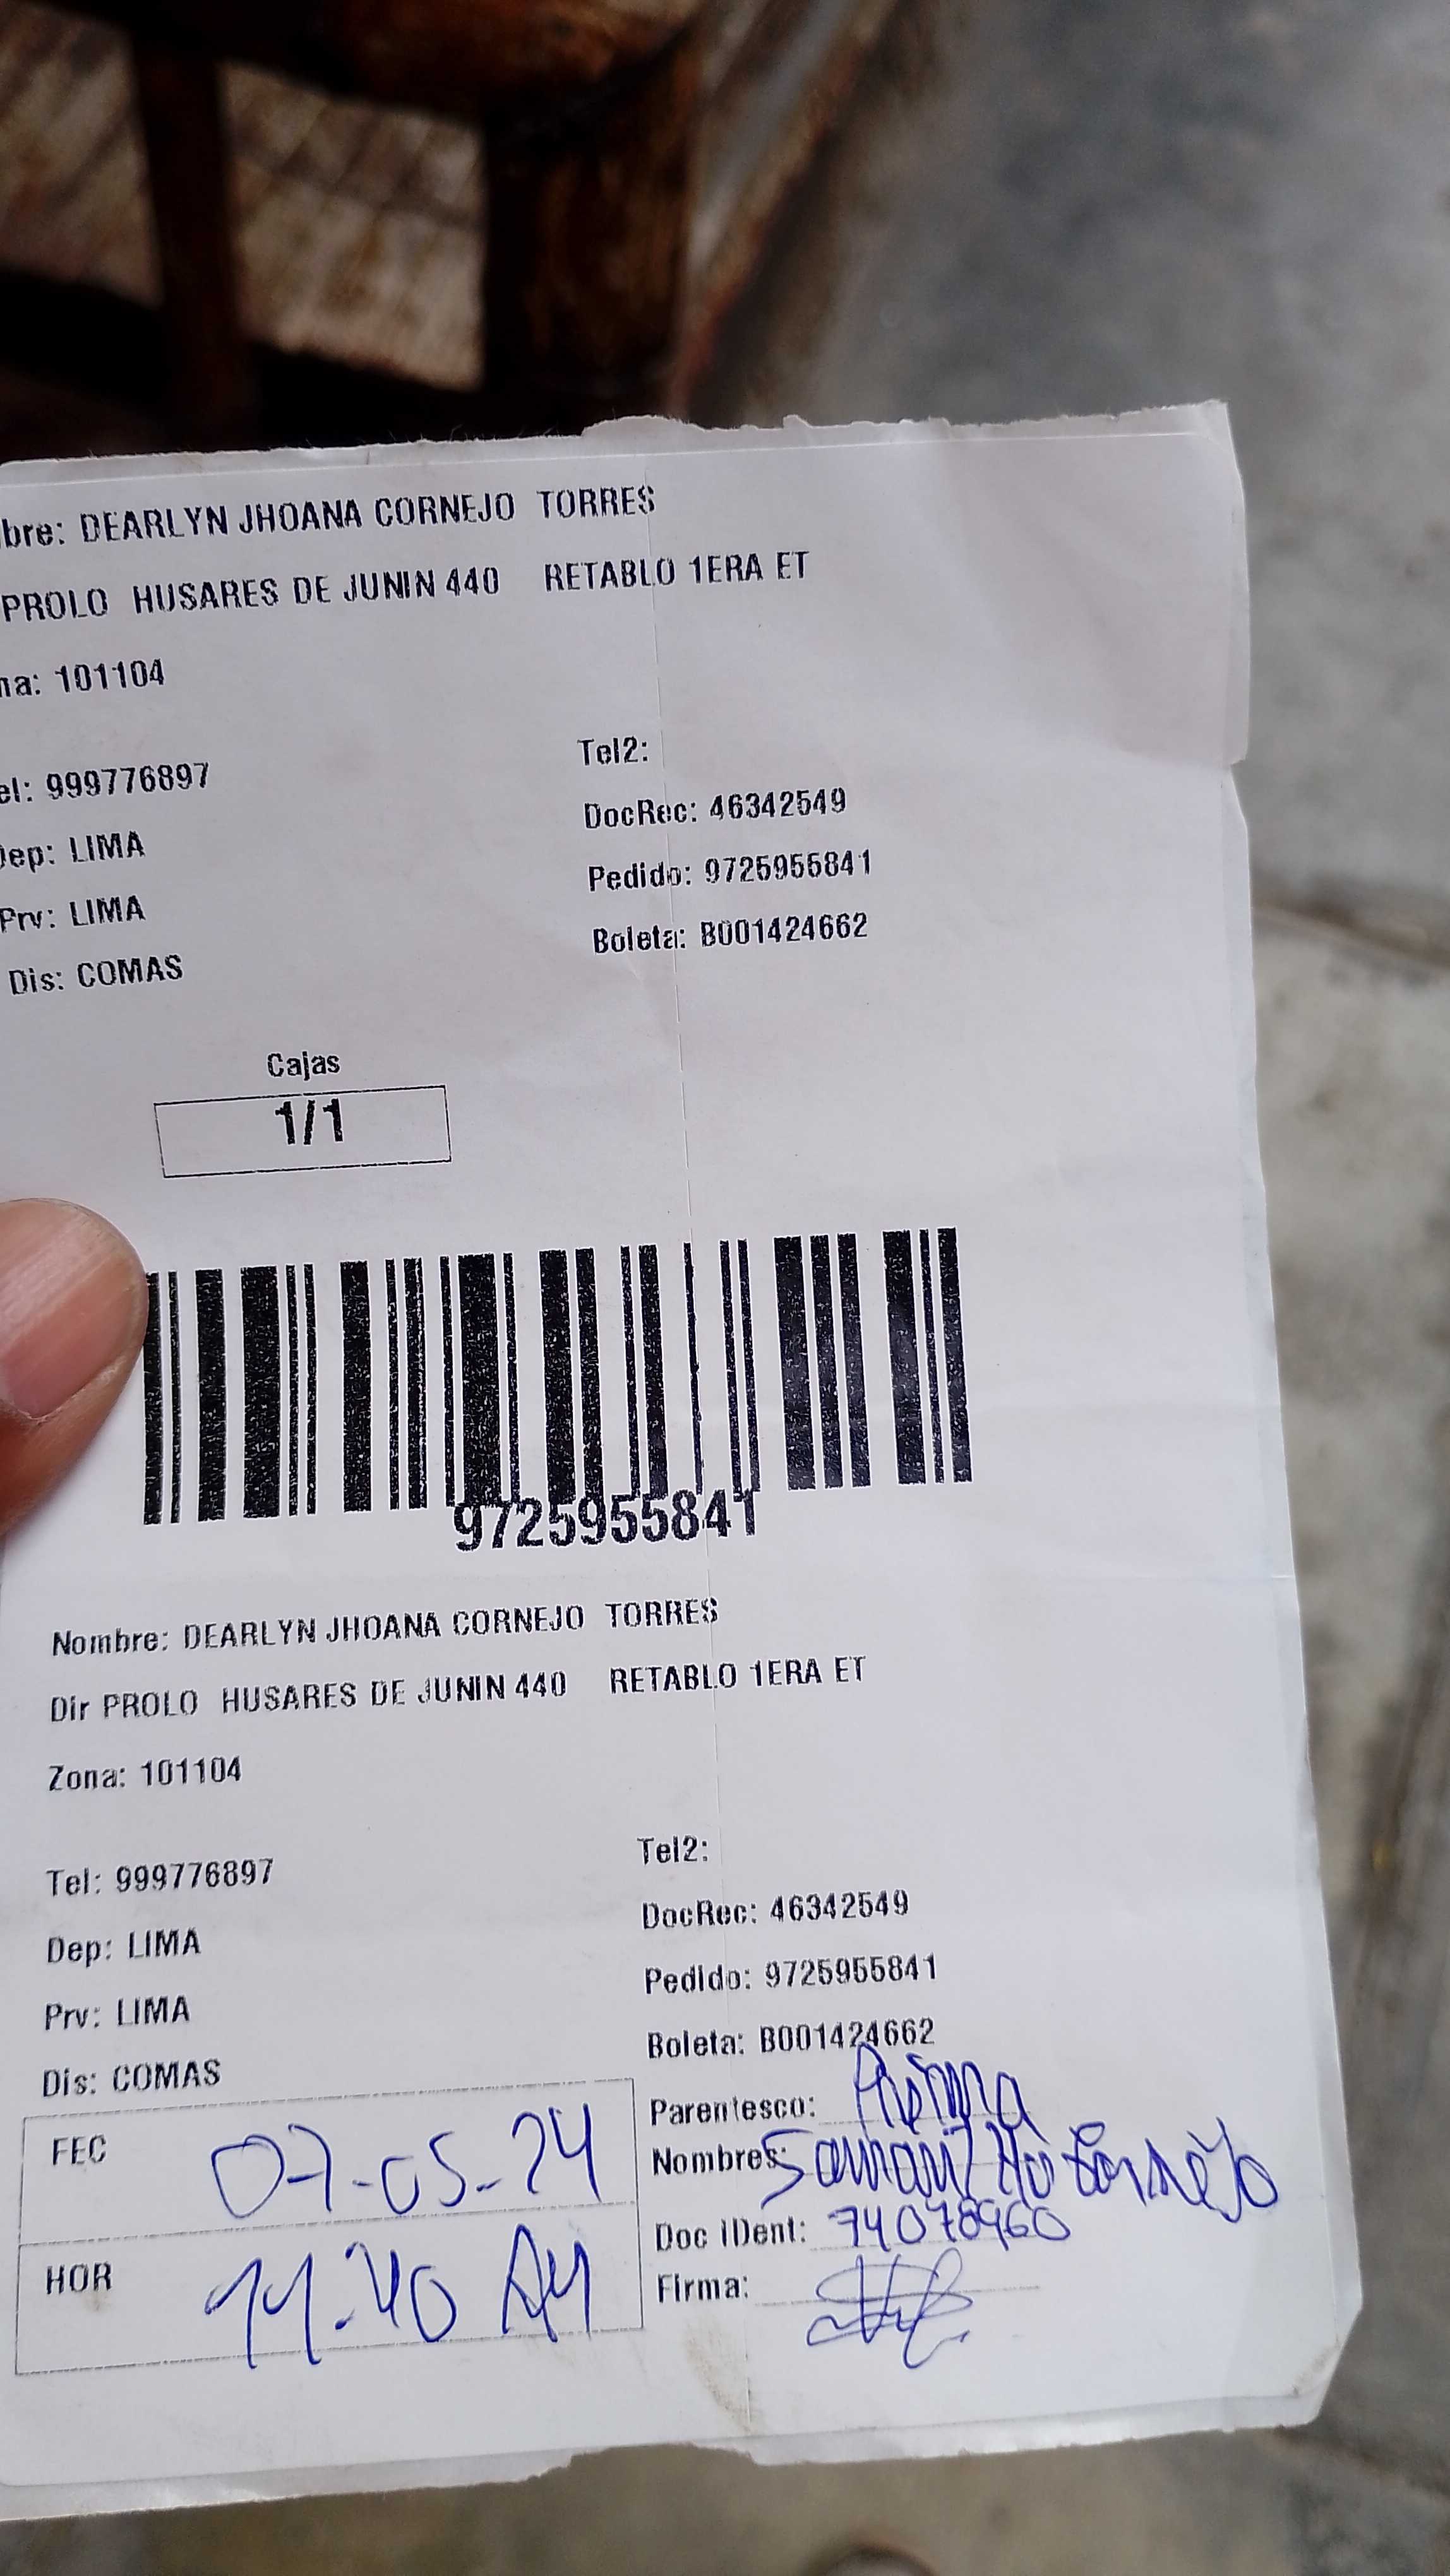 bre: DEARLYN JHOANA CORNEJO TORRES
PROLO HUSARES DE JUNIN 440 RETABLO 1ERA ET
na: 101104
el: 999776897
Tel2:
Dep: LIMA
DocRec: 46342549
Prv: LIMA
Pedido: 9725955841
Dis: COMAS
Boleta: B001424662
Cajas
1/1
9725955841
Nombre: DEARLYN JHOANA CORNEJO TORRES
Dir PROLO HUSARES DE JUNIN 440 RETABLO 1ERA ET
Zona: 101104
Tel: 999776897
Tel2:
Dep: LIMA
DocRec: 46342549
Prv: LIMA
Pedido: 9725955841
Dis: COMAS
Boleta: B001424662
FEC 07-05-24
Parentesco: Prima
Nombres: Cornejo
HOR 11:40 AM
Doc IDent: 74078960
Firma: